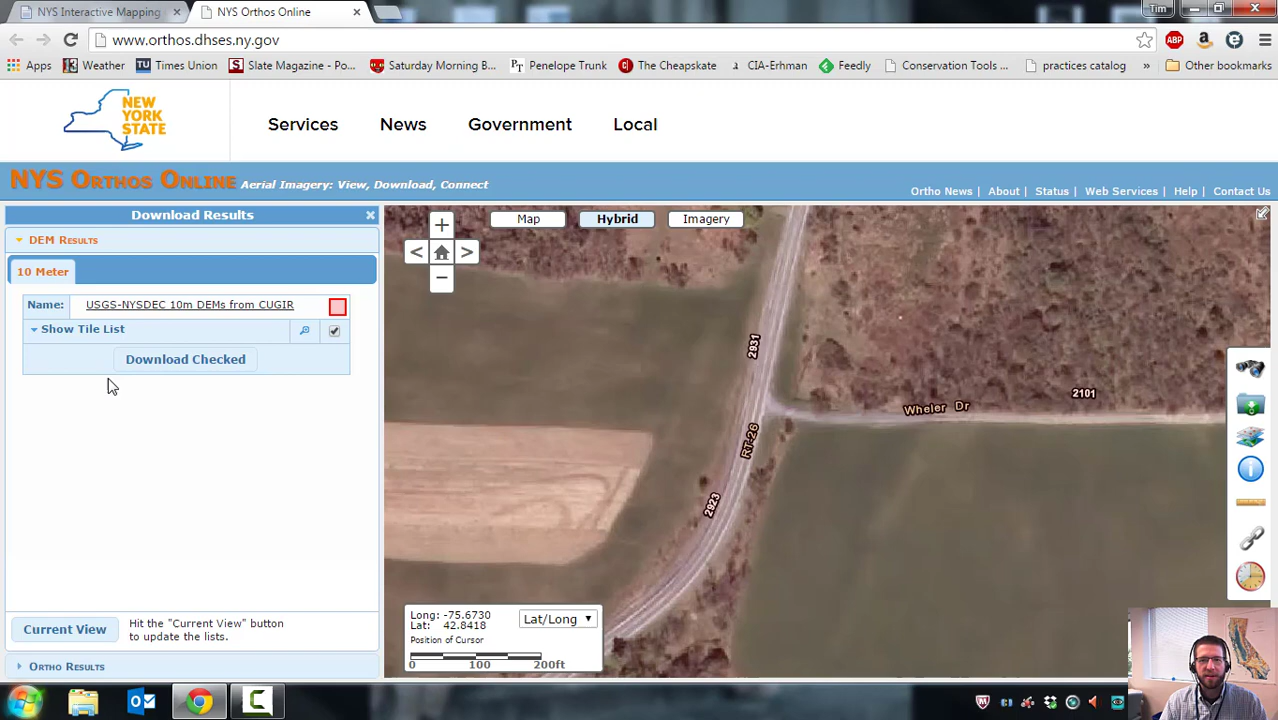 NYS Interactive Mapping
NYS Orthos Online
Tim
www.orthos.dhses.ny.gov
ABP
Apps
Weather
TU Times Union
S Slate Magazine - Po...
Saturday Morning B...
PT Penelope Trunk
The Cheapskate
CIA-Erhman
Feedly
Conservation Tools ...
practices catalog
»
Other bookmarks
NEW YORK STATE
Services
News
Government
Local
NYS ORTHOS ONLINE Aerial Imagery: View, Download, Connect
Ortho News | About | Status | Web Services | Help | Contact Us
Download Results
DEM RESULTS
10 Meter
Name: USGS-NYSDEC 10m DEMs from CUGIR
Show Tile List
Download Checked
Current View
Hit the "Current View" button
to update the lists.
ORTHO RESULTS
+
< >
−
Map
Hybrid
Imagery
2931
2101
Wheler Dr
RT-26
2923
Long: -75.6730
Lat: 42.8418
Position of Cursor
Lat/Long
0 100 200ft